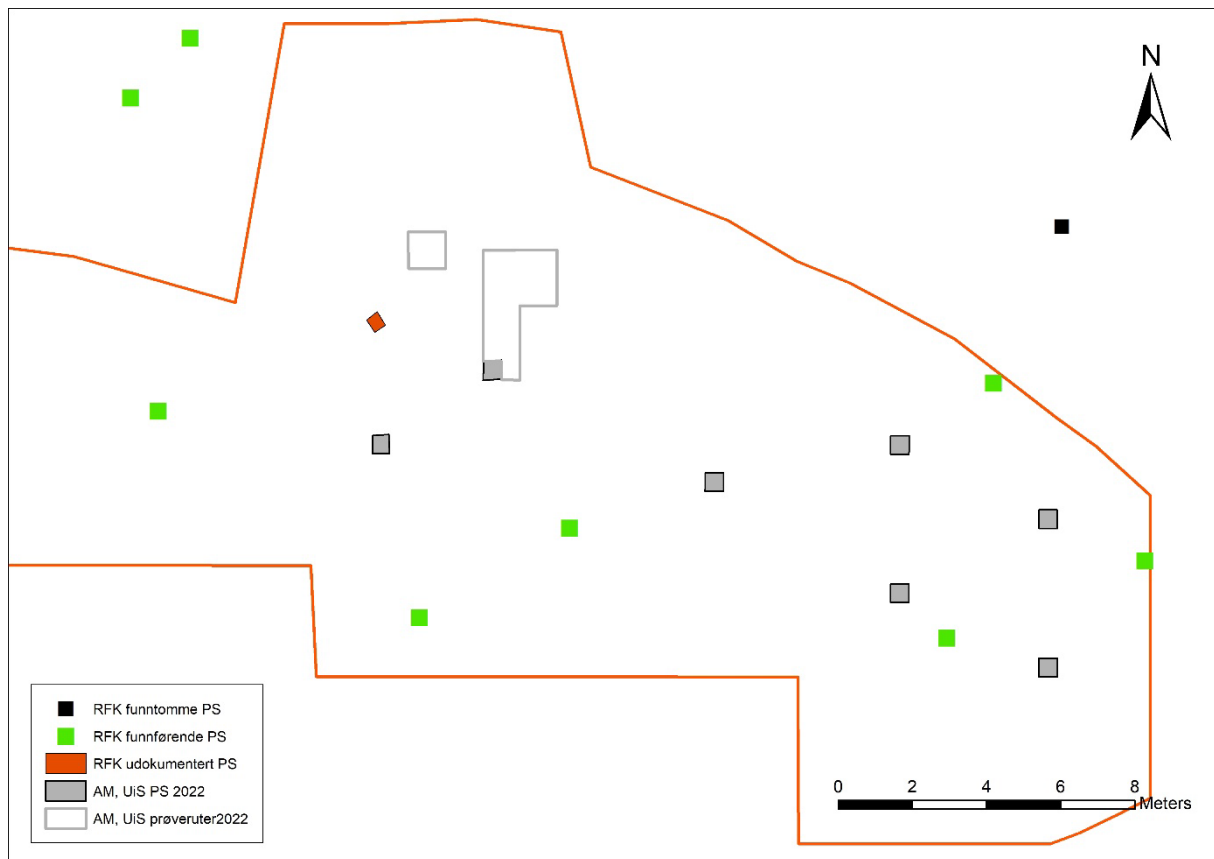 N
RFK funntomme PS
RFK funnførende PS
RFK udokumentert PS
AM, UiS PS 2022
AM, UiS prøveruter2022
0 2 4 6 8
Meters